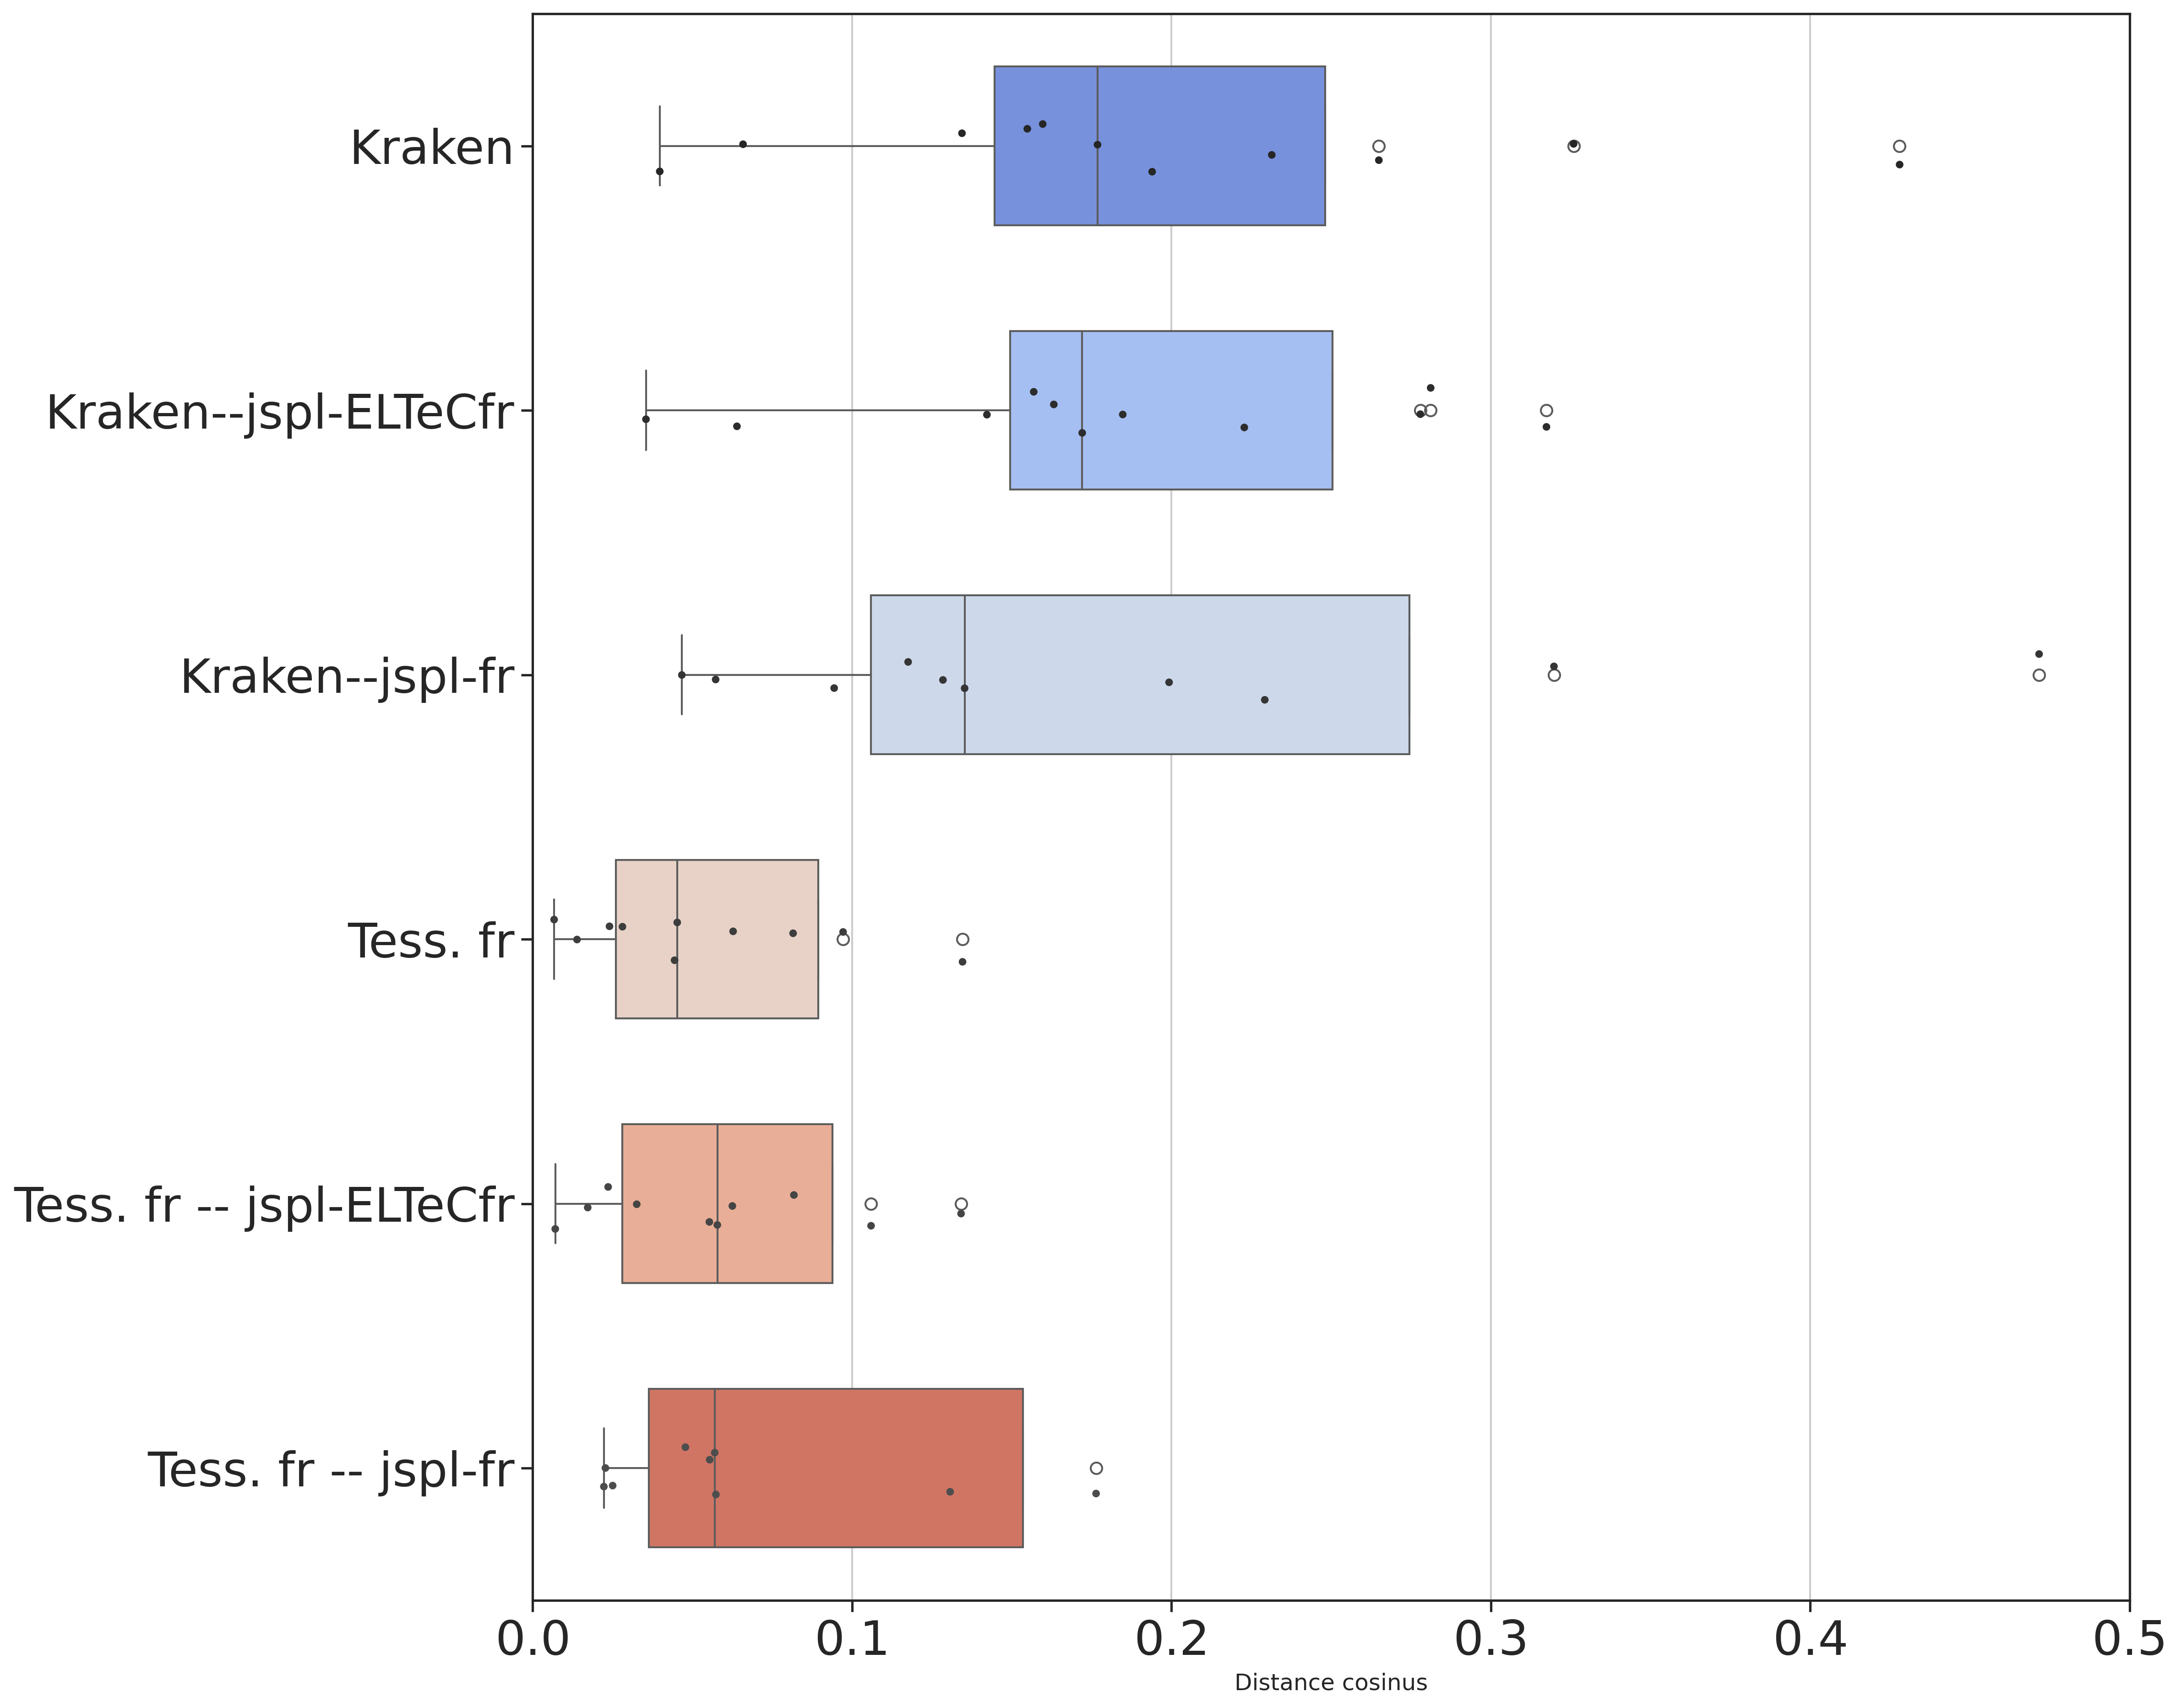 Kraken
Kraken--jspl-ELTeCfr
Kraken--jspl-fr
Tess. fr
Tess. fr -- jspl-ELTeCfr
Tess. fr -- jspl-fr
0.0 0.1 0.2 0.3 0.4 0.5
Distance cosinus